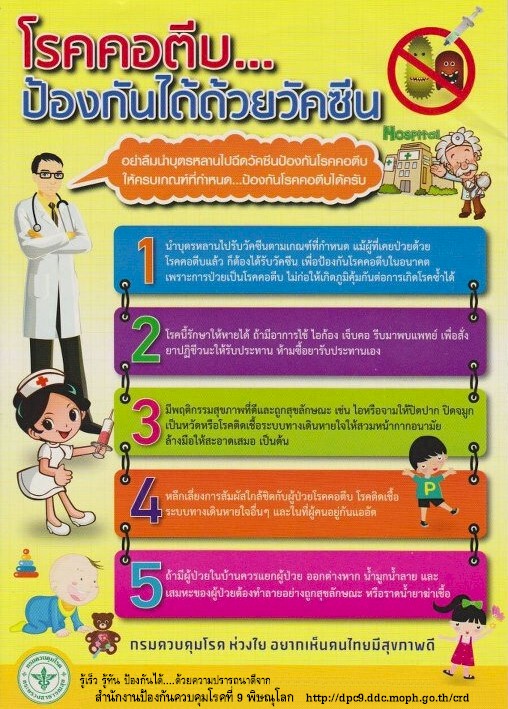 โรคคอตีบ...
ป้องกันได้ด้วยวัคซีน
HOSPITAL
อย่าลืมนำบุตรหลานไปฉีดวัคซีนป้องกันโรคคอตีบ
ให้ครบเกณฑ์ที่กำหนด...ป้องกันโรคคอตีบได้ครับ
1 นำบุตรหลานไปรับวัคซีนตามเกณฑ์ที่กำหนด แม้ผู้ที่เคยป่วยด้วย
โรคคอตีบแล้ว ก็ต้องได้รับวัคซีน เพื่อป้องกันโรคคอตีบในอนาคต
เพราะการป่วยเป็นโรคคอตีบ ไม่ก่อให้เกิดภูมิคุ้มกันต่อการเกิดโรคซ้ำได้
2 โรคนี้รักษาให้หายได้ ถ้ามีอาการไข้ ไอก้อง เจ็บคอ รีบมาพบแพทย์ เพื่อสั่ง
ยาปฏิชีวนะให้รับประทาน ห้ามซื้อยารับประทานเอง
3 มีพฤติกรรมสุขภาพที่ดีและถูกสุขลักษณะ เช่น ไอหรือจามให้ปิดปาก ปิดจมูก
เป็นหวัดหรือโรคติดเชื้อระบบทางเดินหายใจให้สวมหน้ากากอนามัย
ล้างมือให้สะอาดเสมอ เป็นต้น
P
4 หลีกเลี่ยงการสัมผัสใกล้ชิดกับผู้ป่วยโรคคอตีบ โรคติดเชื้อ
ระบบทางเดินหายใจอื่นๆ และในที่ผู้คนอยู่กันแออัด
5 ถ้ามีผู้ป่วยในบ้านควรแยกผู้ป่วย ออกต่างหาก น้ำมูกน้ำลาย และ
เสมหะของผู้ป่วยต้องทำลายอย่างถูกสุขลักษณะ หรือราดน้ำยาฆ่าเชื้อ
กรมควบคุมโรค ห่วงใย อยากเห็นคนไทยมีสุขภาพดี
กรมควบคุมโรค
กระทรวงสาธารณสุข
รู้เร็ว รู้ทัน ป้องกันได้....ด้วยความปรารถนาดีจาก
สำนักงานป้องกันควบคุมโรคที่ 9 พิษณุโลก http://dpc9.ddc.moph.go.th/crd